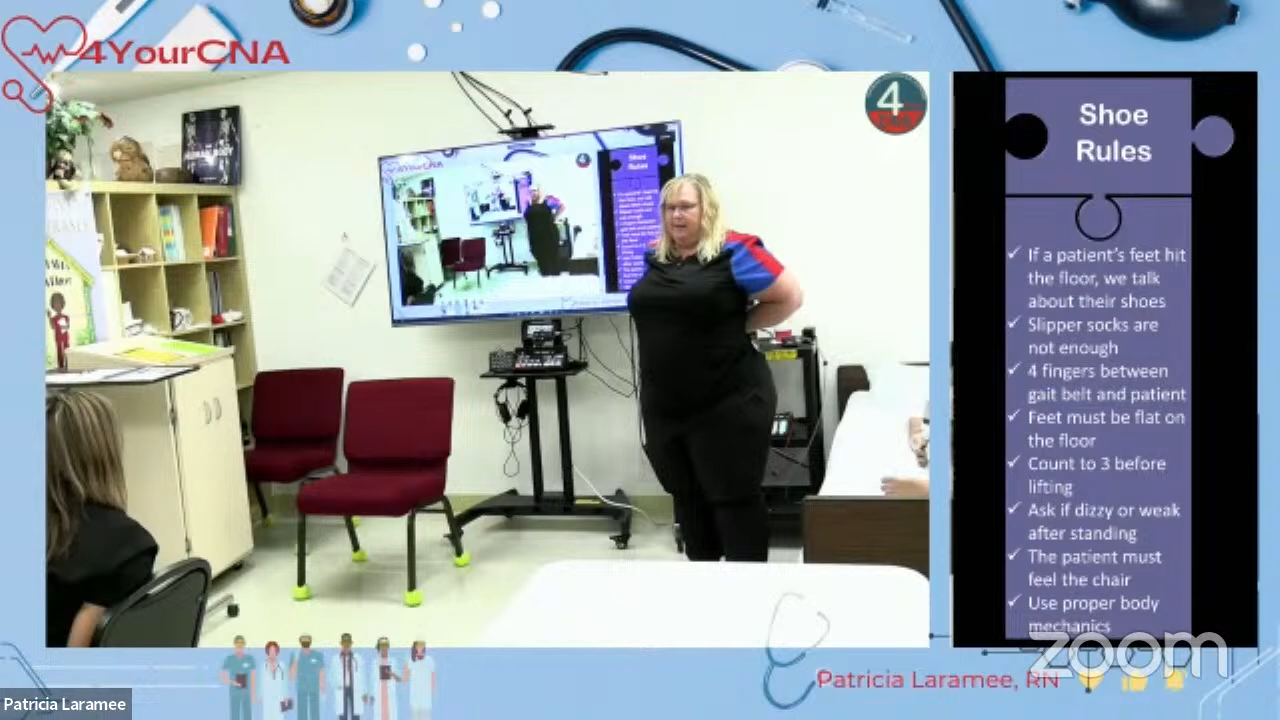 4YourCNA
4
Shoe
Rules
✓ If a patient's feet hit
the floor, we talk
about their shoes
✓ Slipper socks are
not enough
✓ 4 fingers between
gait belt and patient
✓ Feet must be flat on
the floor
✓ Count to 3 before
lifting
✓ Ask if dizzy or weak
after standing
✓ The patient must
feel the chair
✓ Use proper body
mechanics
zoom
Patricia Laramee, RN
Patricia Laramee